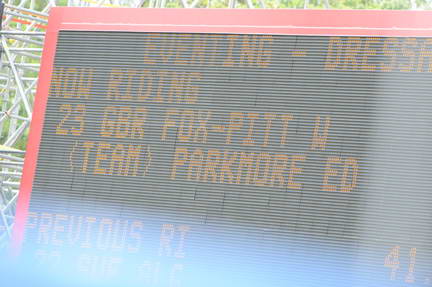 EVENTING - DRESSA
NOW RIDING
23 GBR FOX-PITT W
(TEAM) PARKMORE ED
PREVIOUS RI
41.